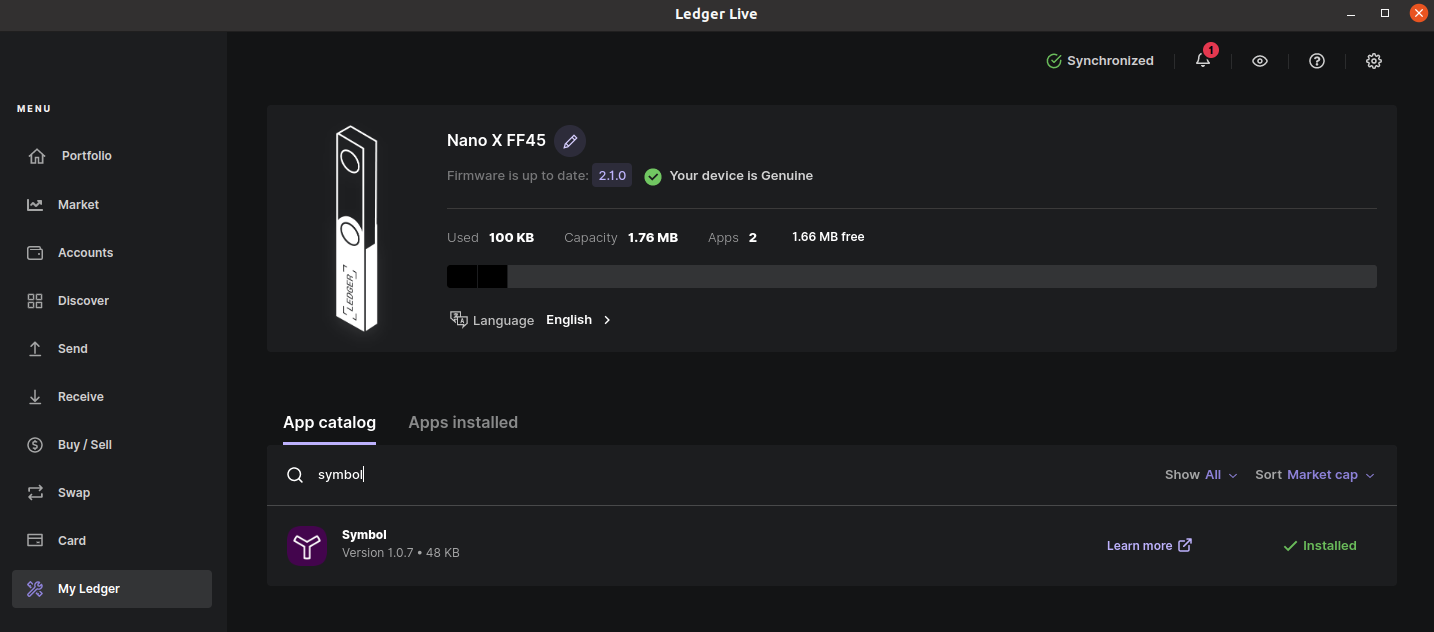 Ledger Live
Synchronized
1
MENU
Portfolio
Market
Accounts
Discover
Send
Receive
Buy / Sell
Swap
Card
My Ledger
LEDGER
Nano X FF45
Firmware is up to date: 2.1.0 Your device is Genuine
Used 100 KB Capacity 1.76 MB Apps 2 1.66 MB free
Language English
App catalog Apps installed
symbol Show All Sort Market cap
Symbol
Version 1.0.7 • 48 KB
Learn more Installed